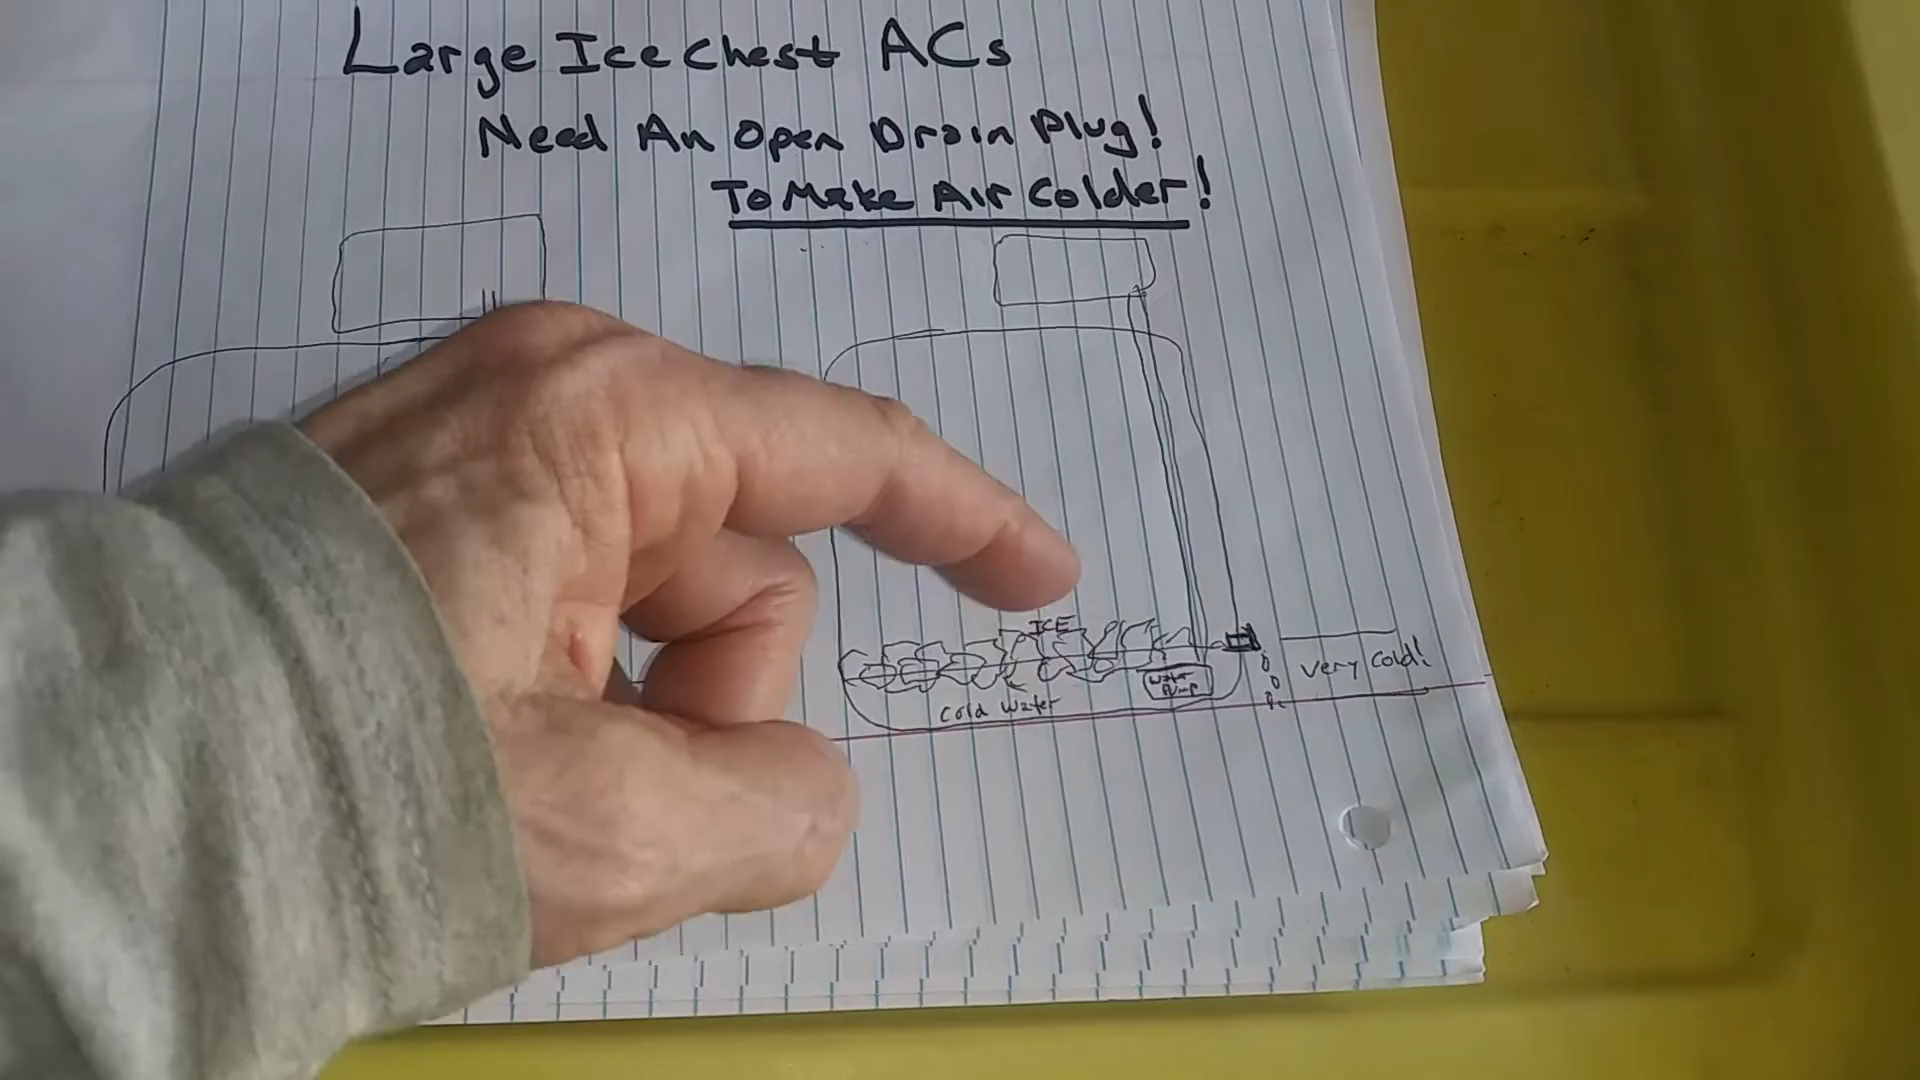 Large Ice Chest ACs
Need An Open Drain Plug!
To Make Air Colder!
ICE
Water Pump
Cold Water
Very Cold!